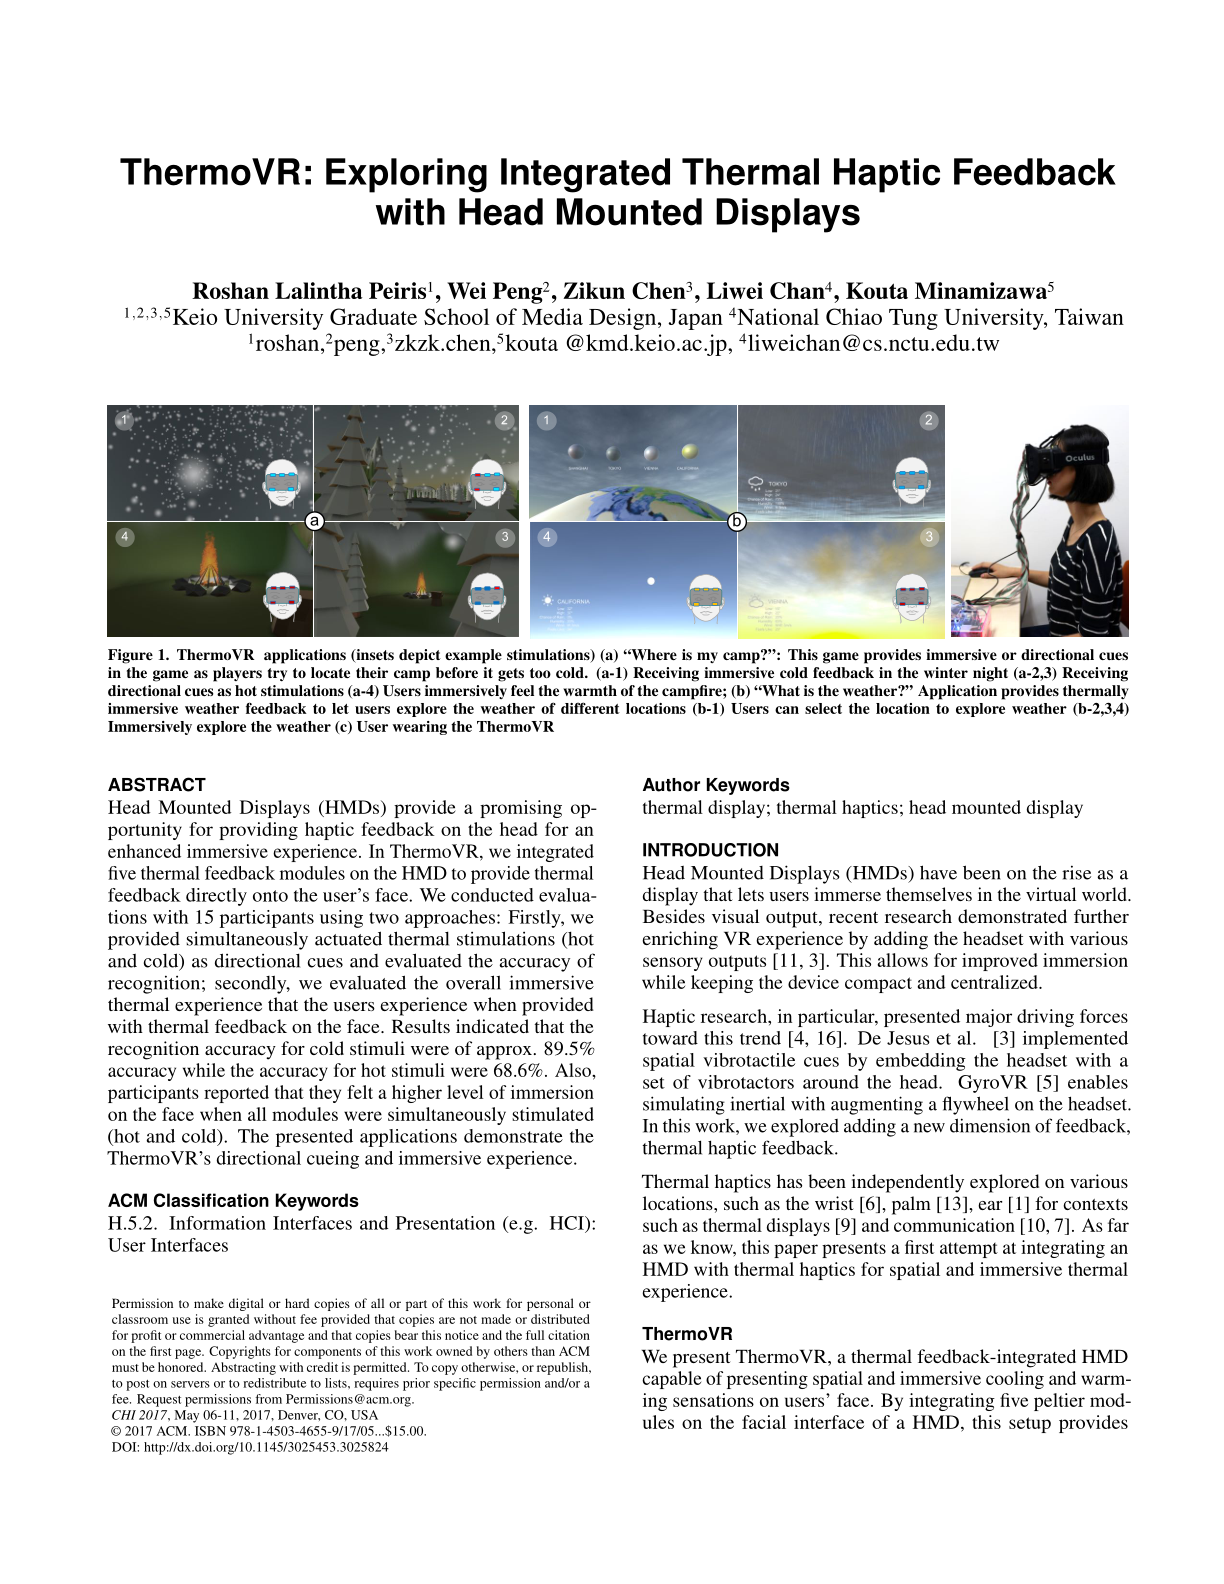 ThermoVR: Exploring Integrated Thermal Haptic Feedback
with Head Mounted Displays
Roshan Lalintha Peiris1, Wei Peng2, Zikun Chen3, Liwei Chan4, Kouta Minamizawa5
1,2,3,5Keio University Graduate School of Media Design, Japan 4National Chiao Tung University, Taiwan
1roshan,2peng,3zkzk.chen,5kouta @kmd.keio.ac.jp, 4liweichan@cs.nctu.edu.tw
1
2
4
3
a
1
2
TOKYO
VIENNA
CALIFORNIA
TOKYO
4
3
CALIFORNIA
b
Oculus
Figure 1. ThermoVR applications (insets depict example stimulations) (a) “Where is my camp?”: This game provides immersive or directional cues
in the game as players try to locate their camp before it gets too cold. (a-1) Receiving immersive cold feedback in the winter night (a-2,3) Receiving
directional cues as hot stimulations (a-4) Users immersively feel the warmth of the campfire; (b) “What is the weather?” Application provides thermally
immersive weather feedback to let users explore the weather of different locations (b-1) Users can select the location to explore weather (b-2,3,4)
Immersively explore the weather (c) User wearing the ThermoVR
ABSTRACT
Head Mounted Displays (HMDs) provide a promising op-
portunity for providing haptic feedback on the head for an
enhanced immersive experience. In ThermoVR, we integrated
five thermal feedback modules on the HMD to provide thermal
feedback directly onto the user's face. We conducted evalua-
tions with 15 participants using two approaches: Firstly, we
provided simultaneously actuated thermal stimulations (hot
and cold) as directional cues and evaluated the accuracy of
recognition; secondly, we evaluated the overall immersive
thermal experience that the users experience when provided
with thermal feedback on the face. Results indicated that the
recognition accuracy for cold stimuli were of approx. 89.5%
accuracy while the accuracy for hot stimuli were 68.6%. Also,
participants reported that they felt a higher level of immersion
on the face when all modules were simultaneously stimulated
(hot and cold). The presented applications demonstrate the
ThermoVR's directional cueing and immersive experience.
ACM Classification Keywords
H.5.2. Information Interfaces and Presentation (e.g. HCI):
User Interfaces
Permission to make digital or hard copies of all or part of this work for personal or
classroom use is granted without fee provided that copies are not made or distributed
for profit or commercial advantage and that copies bear this notice and the full citation
on the first page. Copyrights for components of this work owned by others than ACM
must be honored. Abstracting with credit is permitted. To copy otherwise, or republish,
to post on servers or to redistribute to lists, requires prior specific permission and/or a
fee. Request permissions from Permissions@acm.org.
CHI 2017, May 06-11, 2017, Denver, CO, USA
© 2017 ACM. ISBN 978-1-4503-4655-9/17/05...$15.00.
DOI: http://dx.doi.org/10.1145/3025453.3025824
Author Keywords
thermal display; thermal haptics; head mounted display
INTRODUCTION
Head Mounted Displays (HMDs) have been on the rise as a
display that lets users immerse themselves in the virtual world.
Besides visual output, recent research demonstrated further
enriching VR experience by adding the headset with various
sensory outputs [11, 3]. This allows for improved immersion
while keeping the device compact and centralized.
Haptic research, in particular, presented major driving forces
toward this trend [4, 16]. De Jesus et al. [3] implemented
spatial vibrotactile cues by embedding the headset with a
set of vibrotactors around the head. GyroVR [5] enables
simulating inertial with augmenting a flywheel on the headset.
In this work, we explored adding a new dimension of feedback,
thermal haptic feedback.
Thermal haptics has been independently explored on various
locations, such as the wrist [6], palm [13], ear [1] for contexts
such as thermal displays [9] and communication [10, 7]. As far
as we know, this paper presents a first attempt at integrating an
HMD with thermal haptics for spatial and immersive thermal
experience.
ThermoVR
We present ThermoVR, a thermal feedback-integrated HMD
capable of presenting spatial and immersive cooling and warm-
ing sensations on users' face. By integrating five peltier mod-
ules on the facial interface of a HMD, this setup provides